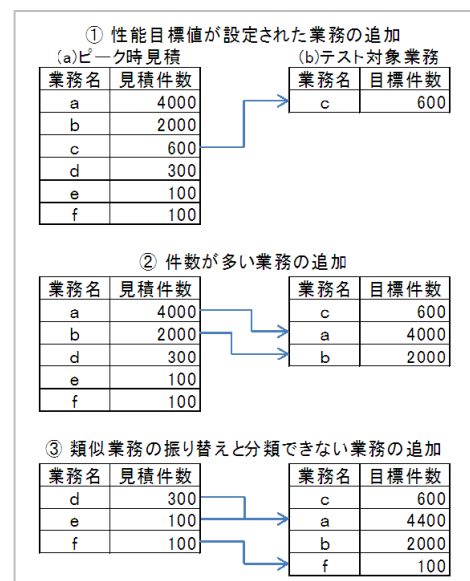 ① 性能目標値が設定された業務の追加
(a)ピーク時見積 (b)テスト対象業務
業務名 見積件数 業務名 目標件数
a 4000 c 600
b 2000
c 600
d 300
e 100
f 100
② 件数が多い業務の追加
業務名 見積件数 業務名 目標件数
a 4000 c 600
b 2000 a 4000
d 300 b 2000
e 100
f 100
③ 類似業務の振り替えと分類できない業務の追加
業務名 見積件数 業務名 目標件数
d 300 c 600
e 100 a 4400
f 100 b 2000
f 100